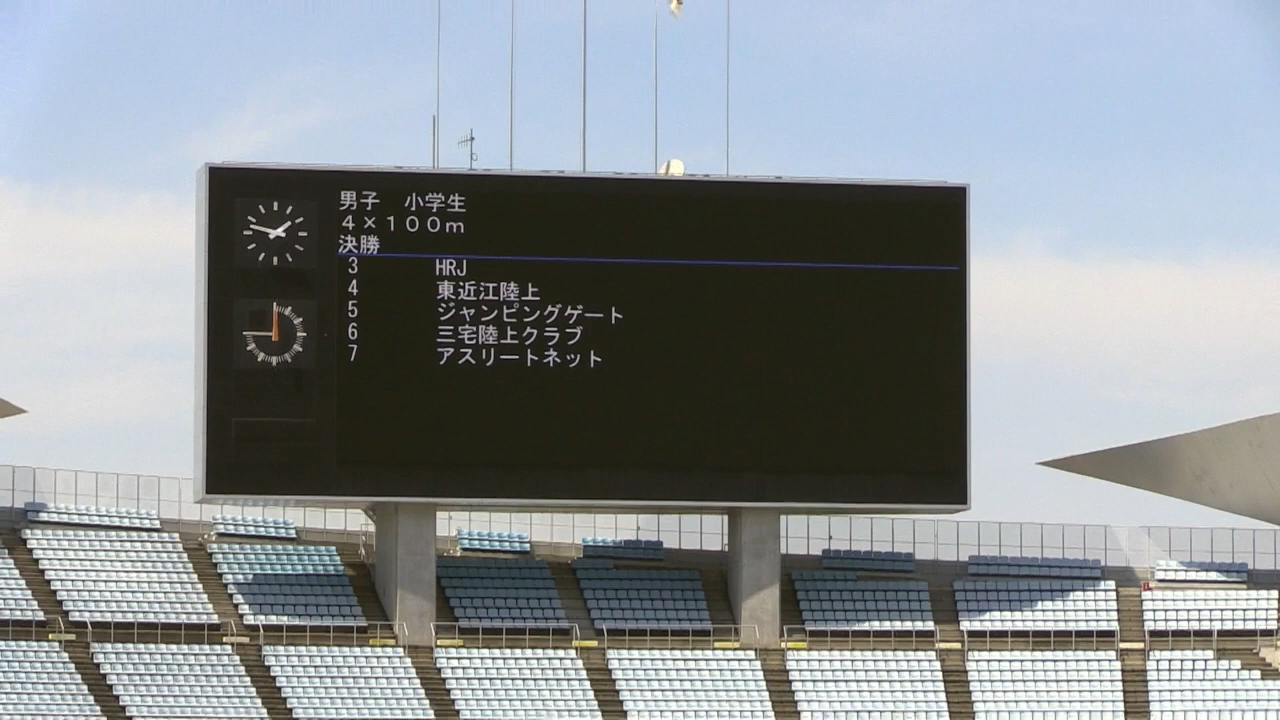 男子　小学生
４×１００ｍ
決勝
3 HRJ
4 東近江陸上
5 ジャンピングゲート
6 三宅陸上クラブ
7 アスリートネット